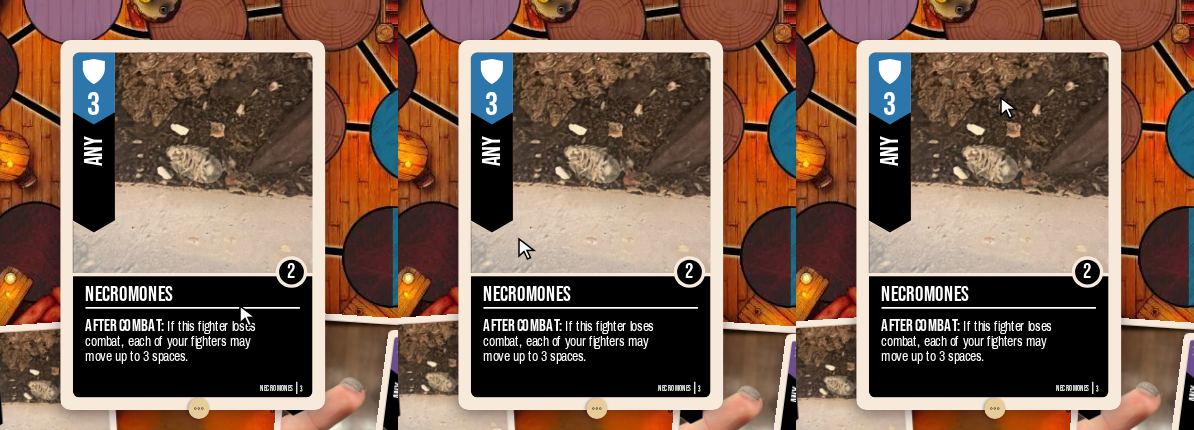 3
ANY
2
NECROMONES
AFTER COMBAT: If this fighter loses
combat, each of your fighters may
move up to 3 spaces.
NECROMONES | 3
3
ANY
2
NECROMONES
AFTER COMBAT: If this fighter loses
combat, each of your fighters may
move up to 3 spaces.
NECROMONES | 3
3
ANY
2
NECROMONES
AFTER COMBAT: If this fighter loses
combat, each of your fighters may
move up to 3 spaces.
NECROMONES | 3